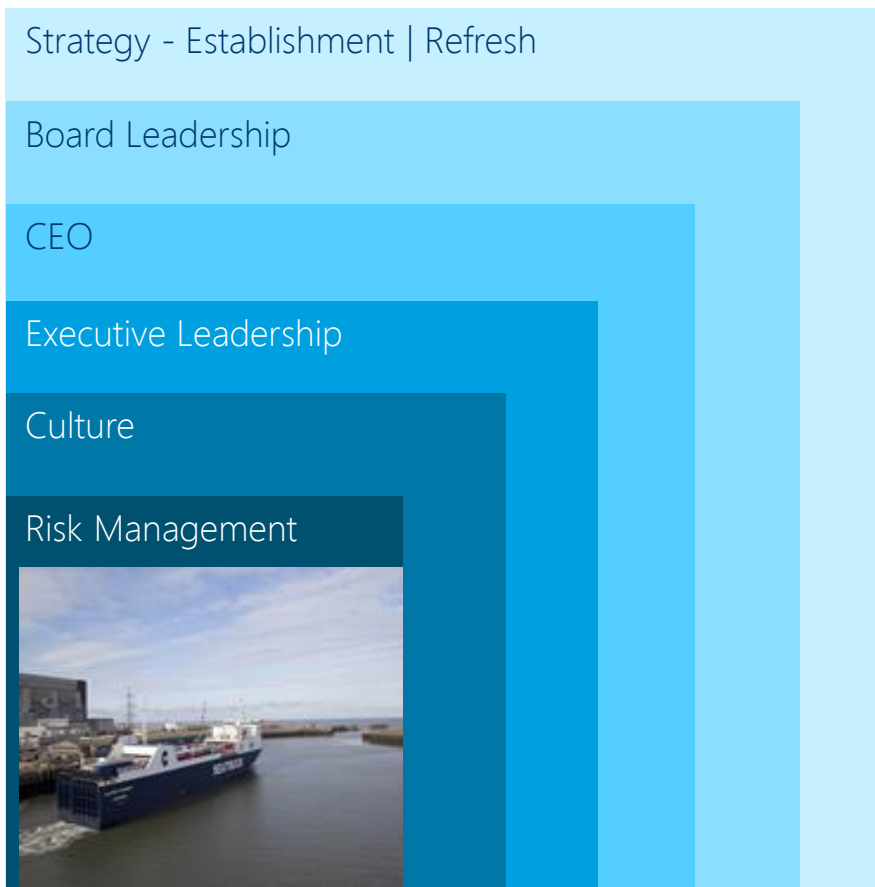 Strategy - Establishment | Refresh
Board Leadership
CEO
Executive Leadership
Culture
Risk Management